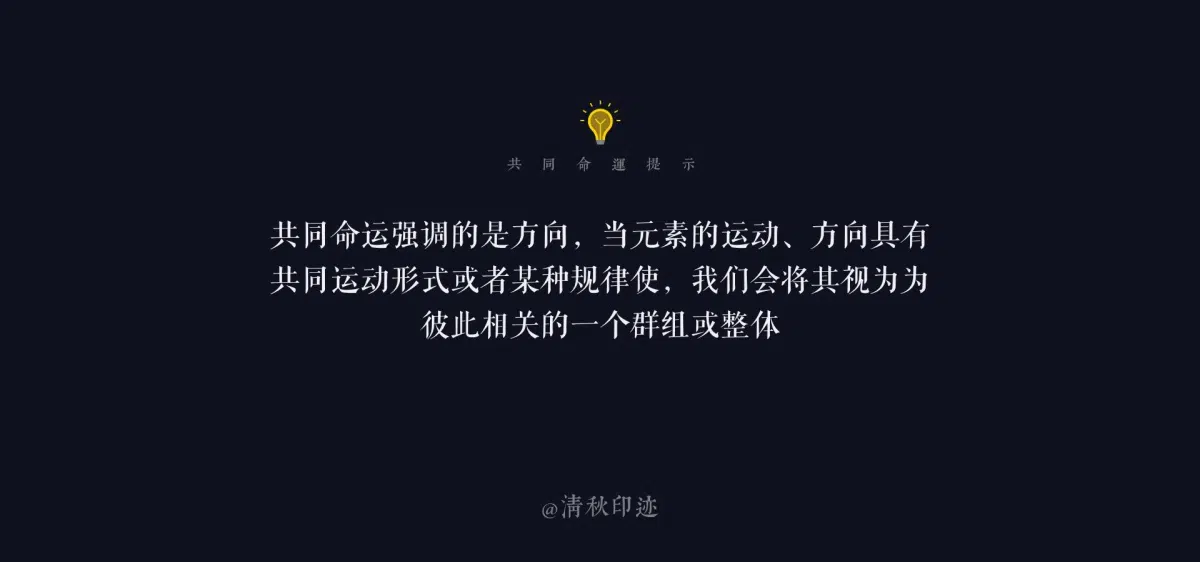 共同命運提示
共同命运强调的是方向，当元素的运动、方向具有
共同运动形式或者某种规律使，我们会将其视为为
彼此相关的一个群组或整体
@清秋印迹